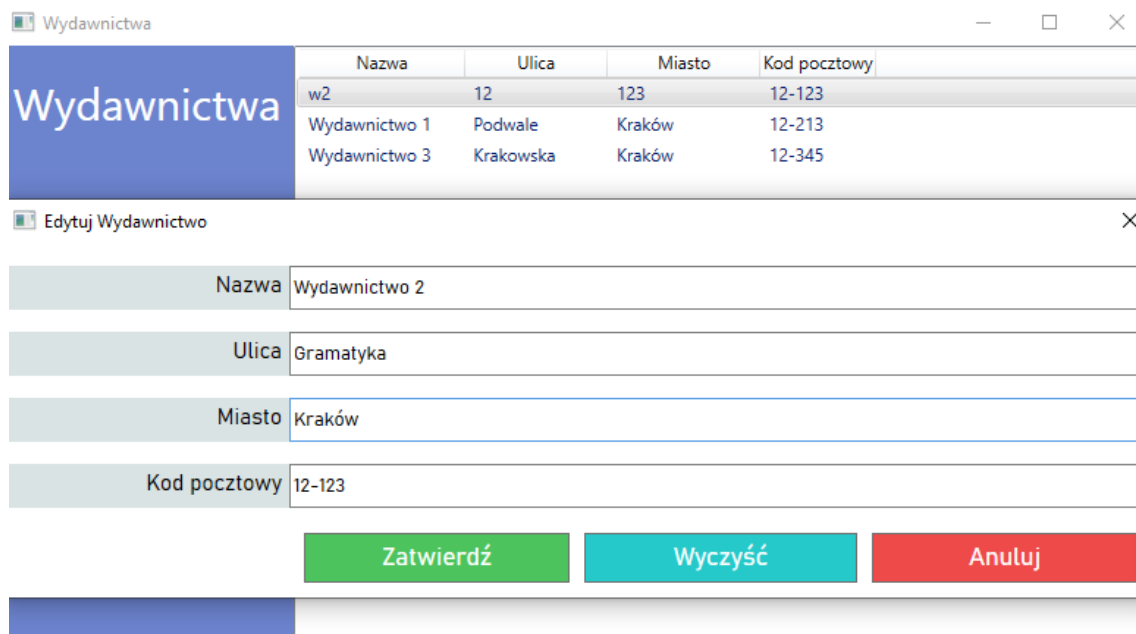 Wydawnictwa
Wydawnictwa
Nazwa Ulica Miasto Kod pocztowy
w2 12 123 12-123
Wydawnictwo 1 Podwale Kraków 12-213
Wydawnictwo 3 Krakowska Kraków 12-345
Edytuj Wydawnictwo
Nazwa Wydawnictwo 2
Ulica Gramatyka
Miasto Kraków
Kod pocztowy 12-123
Zatwierdź Wyczyść Anuluj